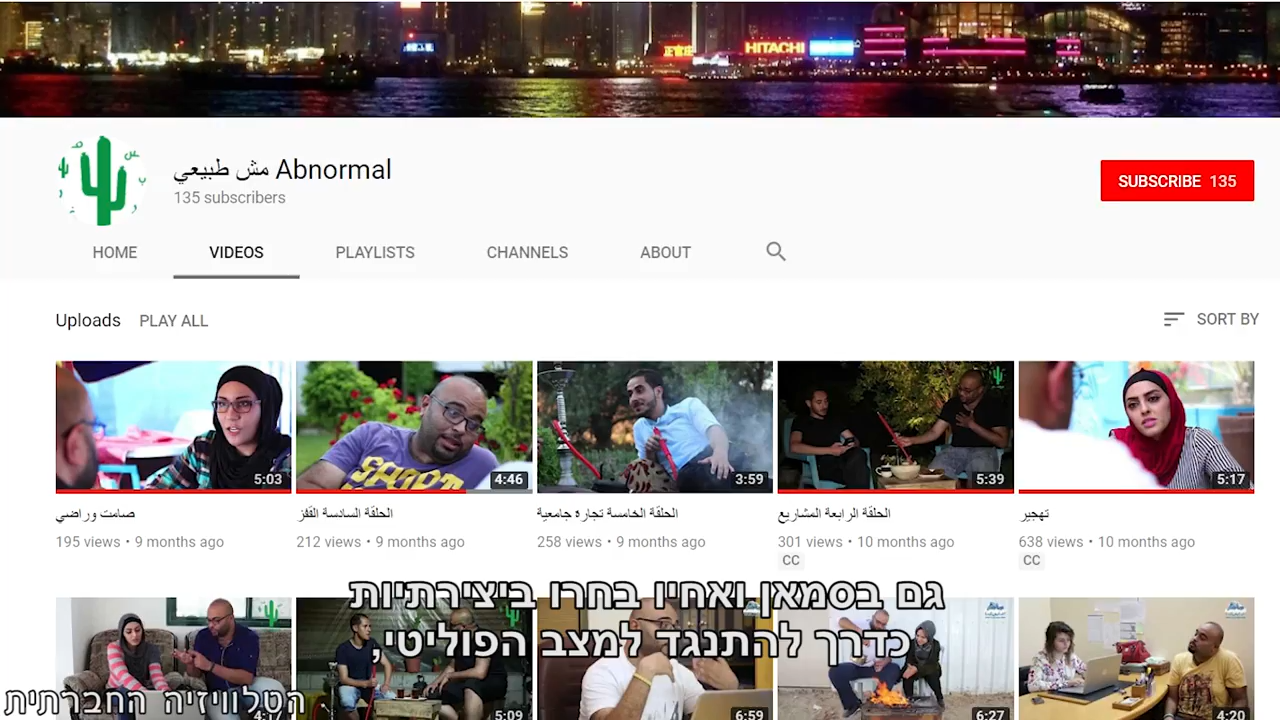 HITACHI
مش طبيعي Abnormal
135 subscribers
SUBSCRIBE 135
HOME VIDEOS PLAYLISTS CHANNELS ABOUT
Uploads PLAY ALL
SORT BY
5:03 4:46 3:59 5:39 5:17
صامت وراضي
الحلقة السادسة القفز
الحلقة الخامسة تجارة جامعية
الحلقة الرابعة المشاريع
تهجير
195 views • 9 months ago
212 views • 9 months ago
258 views • 9 months ago
301 views • 10 months ago
638 views • 10 months ago
CC
CC
גם בסמאן ואחיו בחרו ביצירתיות
כדרך להתנגד למצב הפוליטי,
הטלוויזיה החברתית
5:09 6:59 6:27 4:20